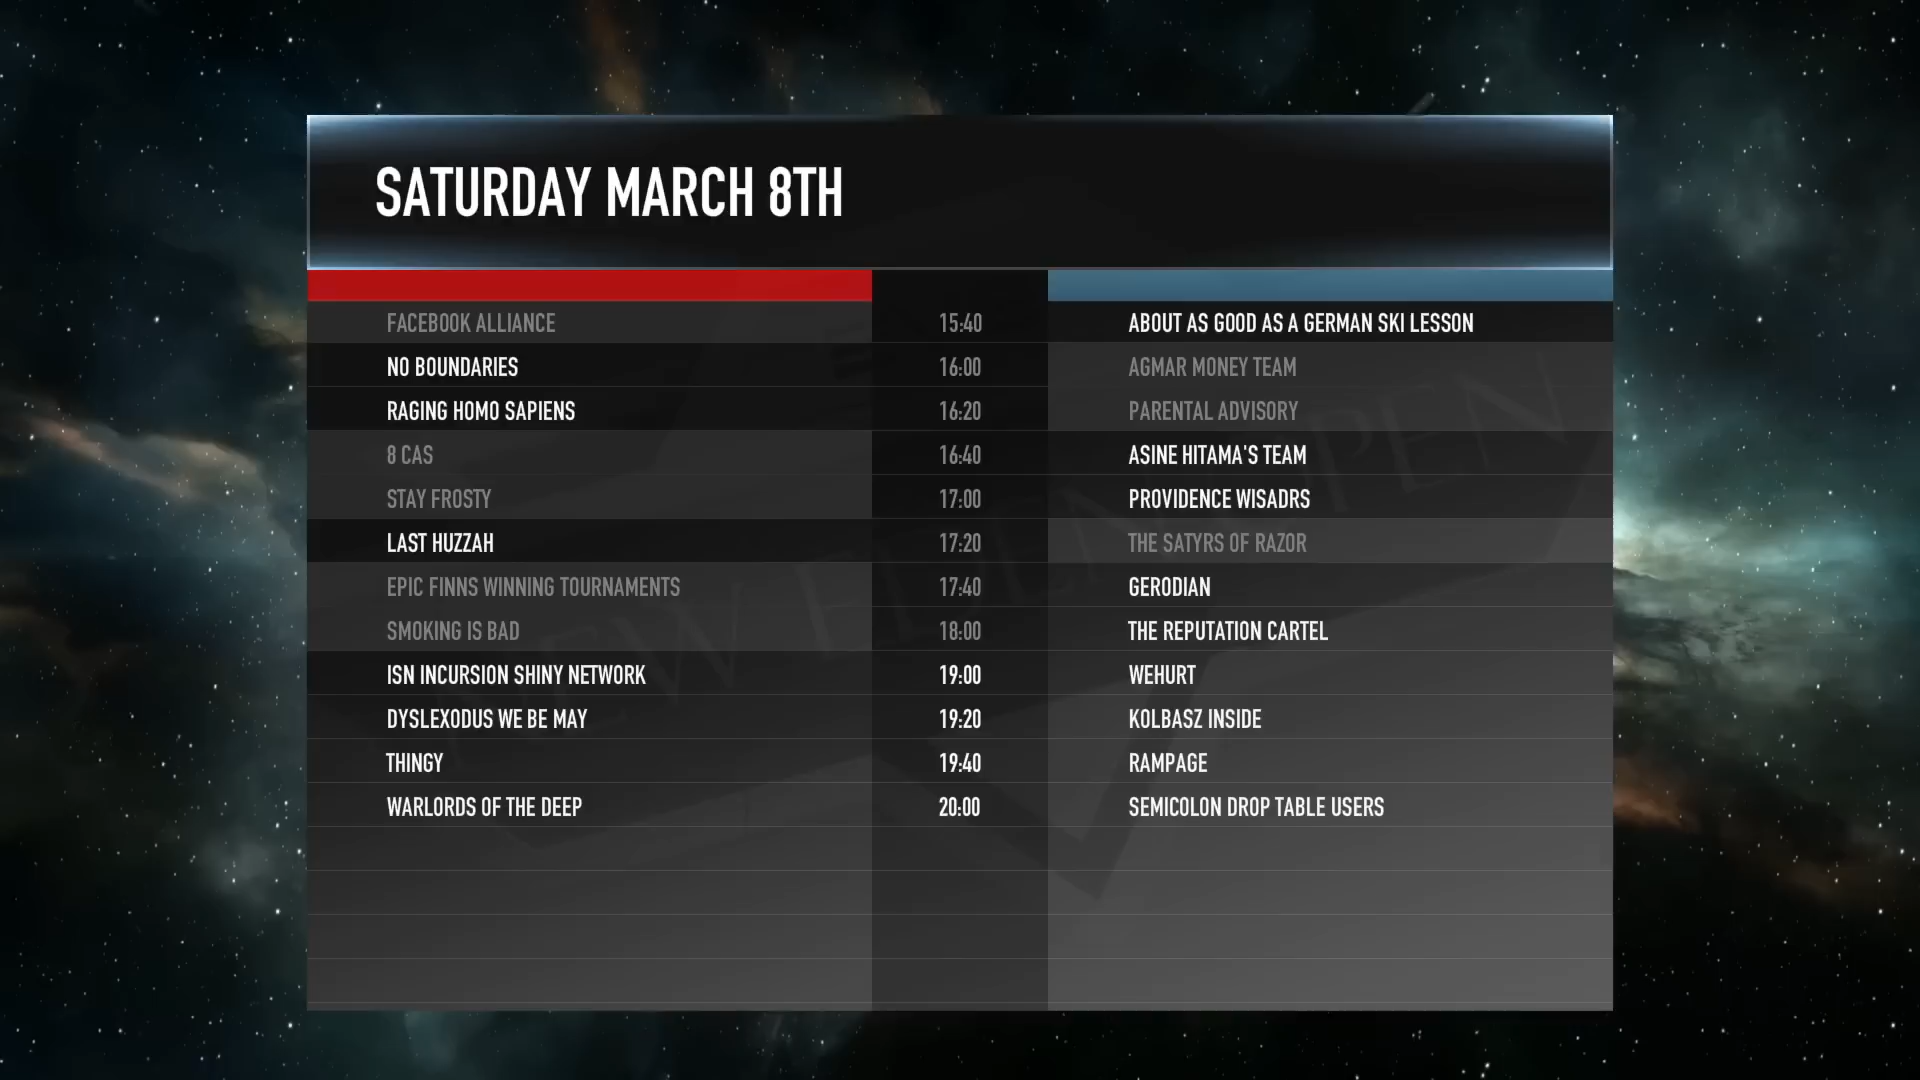 SATURDAY MARCH 8TH
FACEBOOK ALLIANCE 15:40 ABOUT AS GOOD AS A GERMAN SKI LESSON
NO BOUNDARIES 16:00 AGMAR MONEY TEAM
RAGING HOMO SAPIENS 16:20 PARENTAL ADVISORY
8 CAS 16:40 ASINE HITAMA'S TEAM
STAY FROSTY 17:00 PROVIDENCE WISADRS
LAST HUZZAH 17:20 THE SATYRS OF RAZOR
EPIC FINNS WINNING TOURNAMENTS 17:40 GERODIAN
SMOKING IS BAD 18:00 THE REPUTATION CARTEL
ISN INCURSION SHINY NETWORK 19:00 WEHURT
DYSLEXODUS WE BE MAY 19:20 KOLBASZ INSIDE
THINGY 19:40 RAMPAGE
WARLORDS OF THE DEEP 20:00 SEMICOLON DROP TABLE USERS
NEW EDEN OPEN